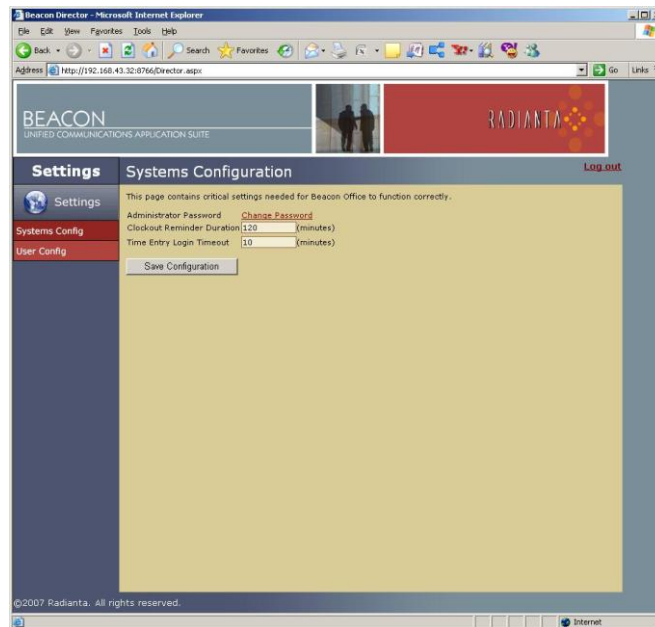 Beacon Director - Microsoft Internet Explorer
File Edit View Favorites Tools Help
Back Search Favorites
Address http://192.168.43.32:8766/Director.aspx Go Links
BEACON
UNIFIED COMMUNICATIONS APPLICATION SUITE
RADIANTA
Settings
Systems Configuration
Log out
Settings
This page contains critical settings needed for Beacon Office to function correctly.
Administrator Password Change Password
Systems Config
Clockout Reminder Duration 120 (minutes)
Time Entry Login Timeout 10 (minutes)
User Config
Save Configuration
©2007 Radianta. All rights reserved.
Internet